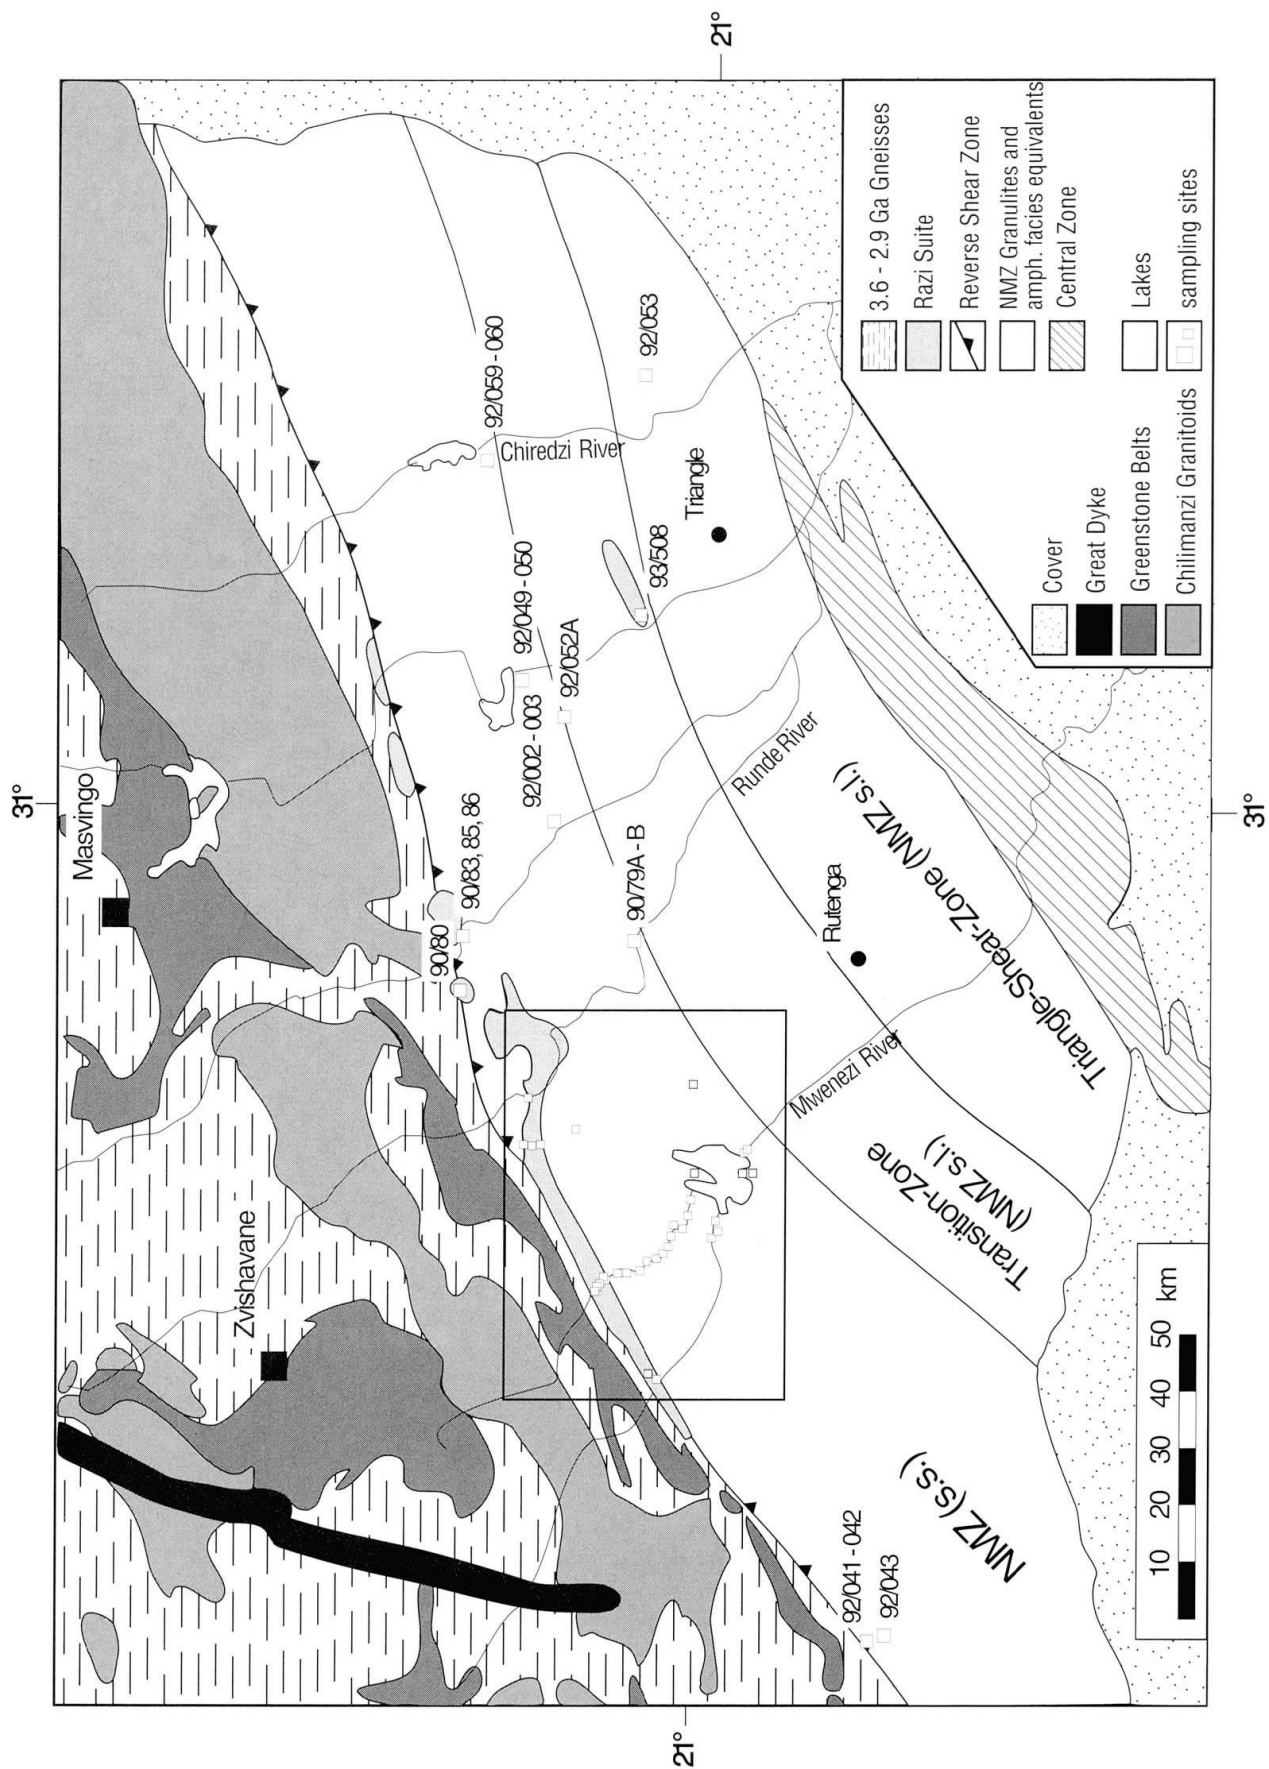 21°
31°
Masvingo
Zvishavane
90/80
90/83, 85, 86
92/002 - 003
92/049 - 050
92/052A
92/059 - 060
Chiredzi River
92/053
93/508
Triangle
90/79A - B
Runde River
Rutenga
Mwenezi River
Triangle-Shear-Zone (NMZ s.l.)
Transition-Zone
(NMZ s.l.)
NMZ (s.s.)
92/041 - 042
92/043
21°
31°
Cover
Great Dyke
Greenstone Belts
Chilimanzi Granitoids
3.6 - 2.9 Ga Gneisses
Razi Suite
Reverse Shear Zone
NMZ Granulites and
amph. facies equivalents
Central Zone
Lakes
sampling sites
10 20 30 40 50 km